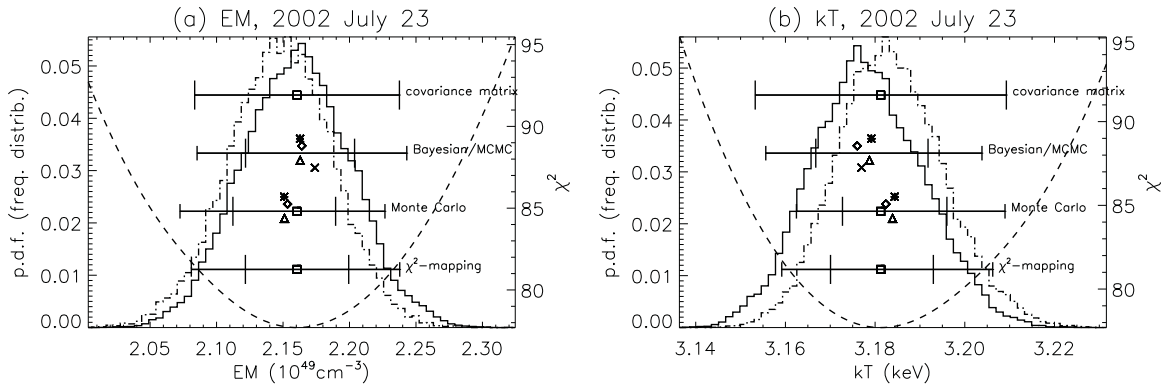 (a) EM, 2002 July 23
p.d.f. (freq. distrib.)
0.05
0.04
0.03
0.02
0.01
0.00
covariance matrix
Bayesian/MCMC
Monte Carlo
χ²-mapping
95
90
85
80
χ²
2.05 2.10 2.15 2.20 2.25 2.30
EM (10⁴⁹cm⁻³)
(b) kT, 2002 July 23
p.d.f. (freq. distrib.)
0.05
0.04
0.03
0.02
0.01
0.00
covariance matrix
Bayesian/MCMC
Monte Carlo
χ²-mapping
95
90
85
80
χ²
3.14 3.16 3.18 3.20 3.22
kT (keV)